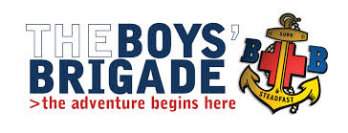 THE BOYS'
BRIGADE
>the adventure begins here
SURE
B B
STEADFAST